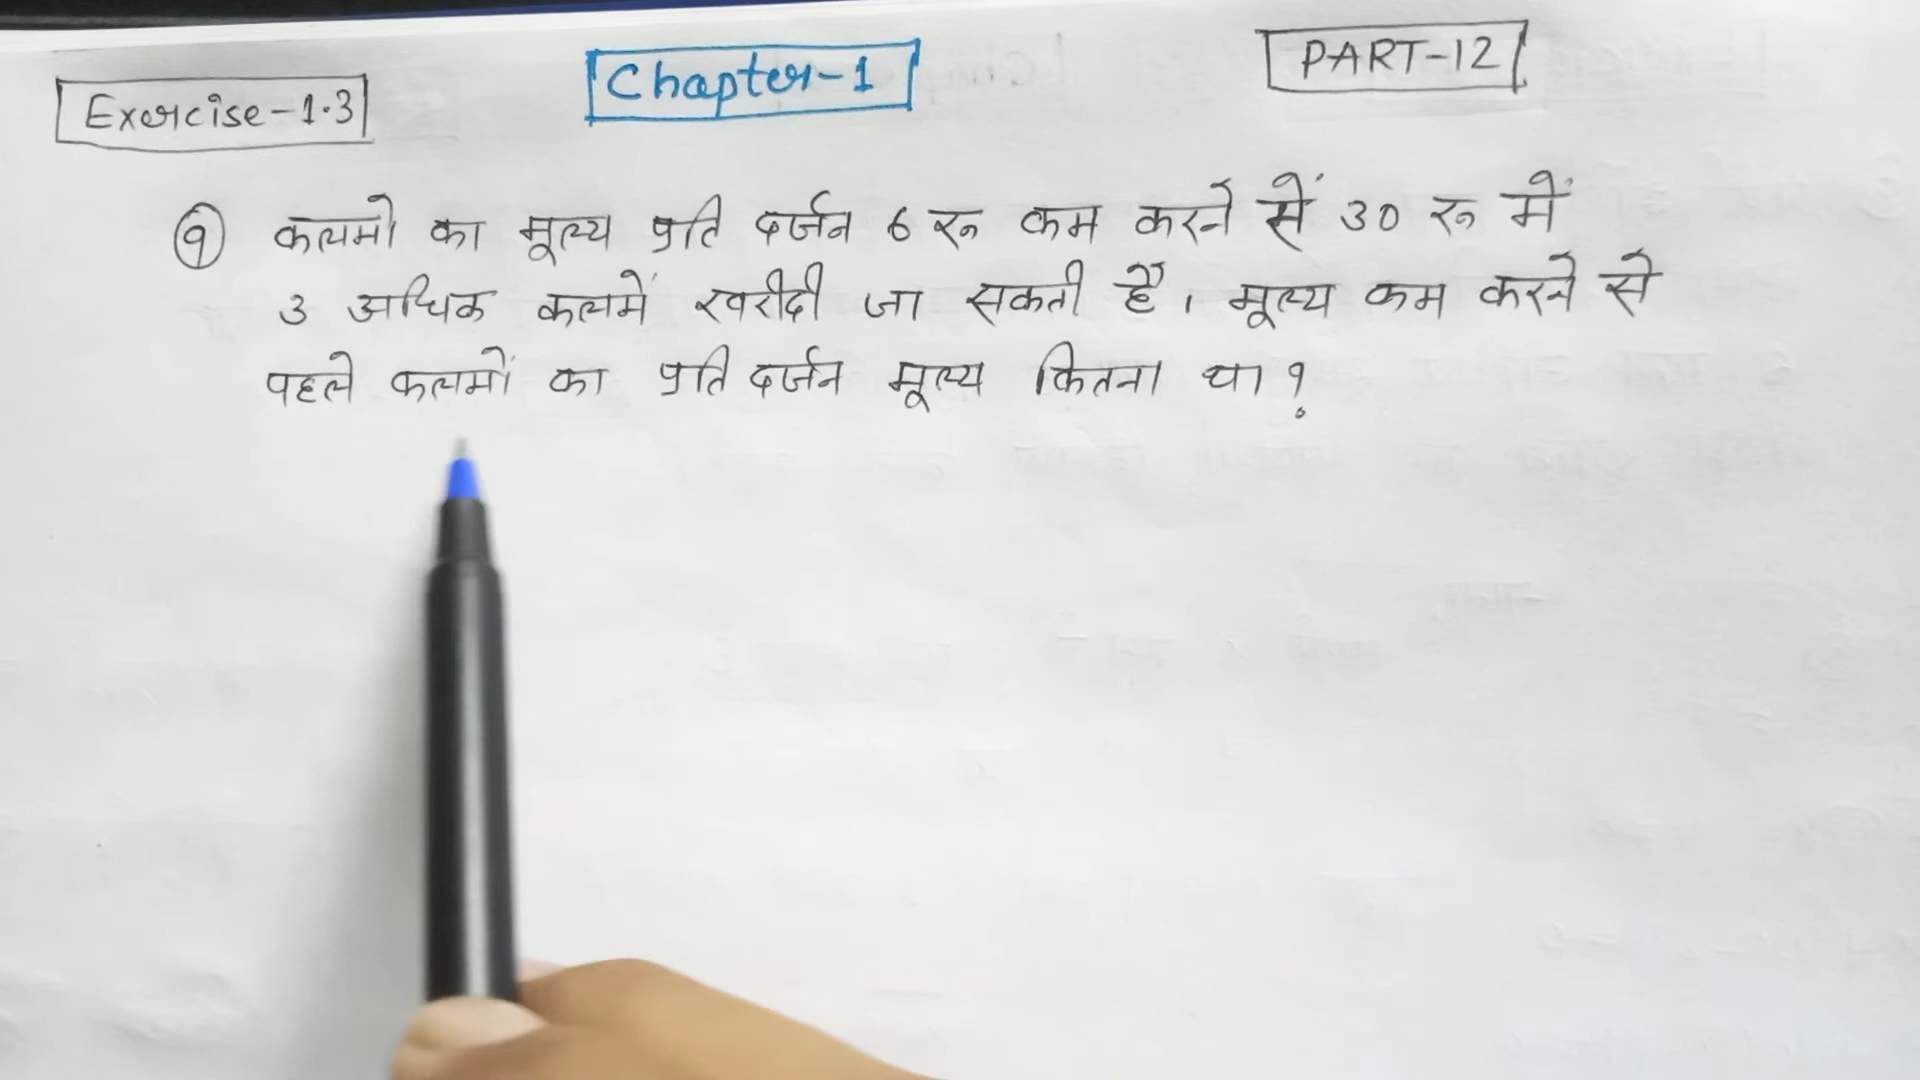 Exercise-1.3
Chapter-1
PART-12
9 कलमो का मूल्य प्रति दर्जन 6 रू कम करने सें 30 रू में
3 अधिक कलमें खरीदी जा सकती हैं, मूल्य कम करने से
पहले कलमों का प्रति दर्जन मूल्य कितना था?